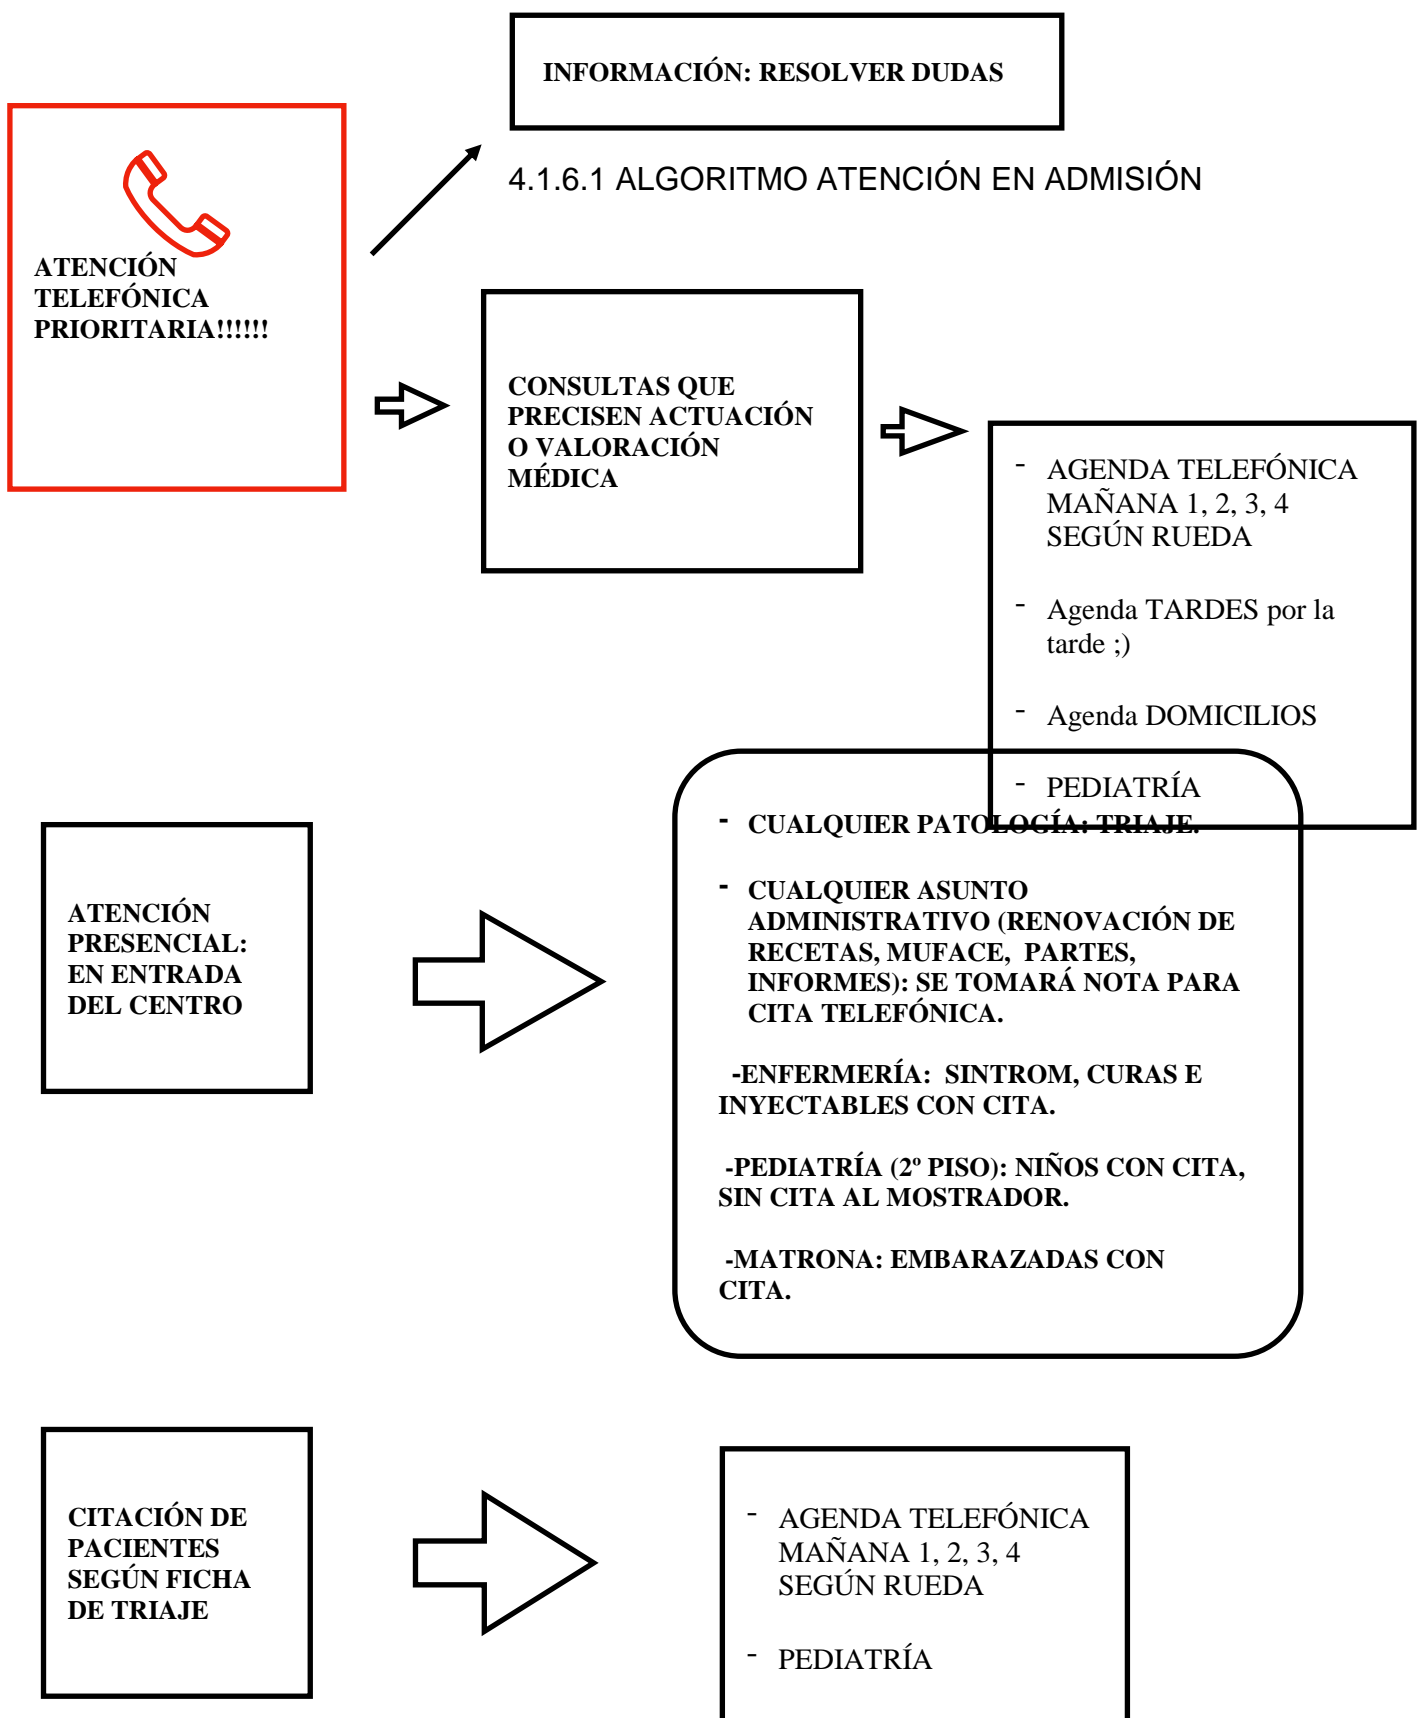 INFORMACIÓN: RESOLVER DUDAS
4.1.6.1 ALGORITMO ATENCIÓN EN ADMISIÓN
ATENCIÓN
TELEFÓNICA
PRIORITARIA!!!!!!
CONSULTAS QUE
PRECISEN ACTUACIÓN
O VALORACIÓN
MÉDICA
- AGENDA TELEFÓNICA
MAÑANA 1, 2, 3, 4
SEGÚN RUEDA
- Agenda TARDES por la
tarde ;)
- Agenda DOMICILIOS
- PEDIATRÍA
ATENCIÓN
PRESENCIAL:
EN ENTRADA
DEL CENTRO
- CUALQUIER PATOLOGÍA: TRIAJE.
- CUALQUIER ASUNTO
ADMINISTRATIVO (RENOVACIÓN DE
RECETAS, MUFACE, PARTES,
INFORMES): SE TOMARÁ NOTA PARA
CITA TELEFÓNICA.
-ENFERMERÍA: SINTROM, CURAS E
INYECTABLES CON CITA.
-PEDIATRÍA (2º PISO): NIÑOS CON CITA,
SIN CITA AL MOSTRADOR.
-MATRONA: EMBARAZADAS CON
CITA.
CITACIÓN DE
PACIENTES
SEGÚN FICHA
DE TRIAJE
- AGENDA TELEFÓNICA
MAÑANA 1, 2, 3, 4
SEGÚN RUEDA
- PEDIATRÍA